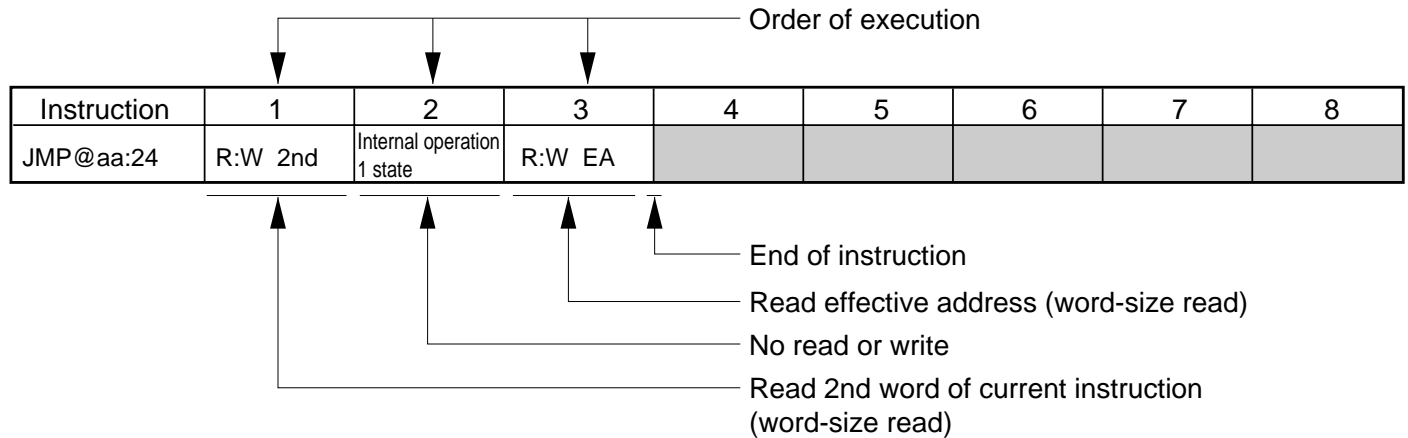 Order of execution
Instruction 1 2 3 4 5 6 7 8
JMP@aa:24 R:W 2nd Internal operation 1 state R:W EA
End of instruction
Read effective address (word-size read)
No read or write
Read 2nd word of current instruction
(word-size read)